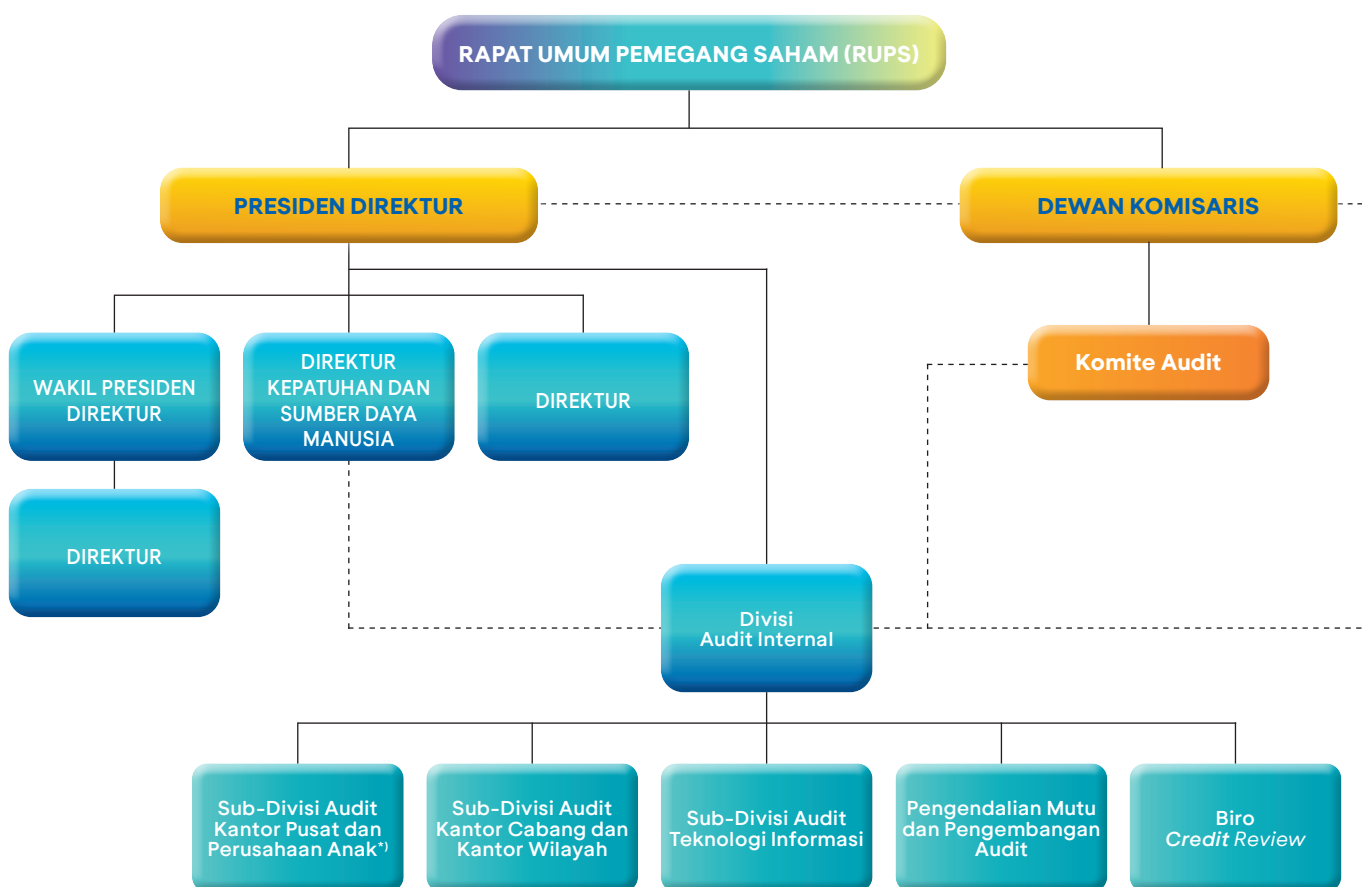 RAPAT UMUM PEMEGANG SAHAM (RUPS)
PRESIDEN DIREKTUR
DEWAN KOMISARIS
Komite Audit
WAKIL PRESIDEN
DIREKTUR
DIREKTUR
KEPATUHAN DAN
SUMBER DAYA
MANUSIA
DIREKTUR
DIREKTUR
Divisi
Audit Internal
Sub-Divisi Audit
Kantor Pusat dan
Perusahaan Anak*)
Sub-Divisi Audit
Kantor Cabang dan
Kantor Wilayah
Sub-Divisi Audit
Teknologi Informasi
Pengendalian Mutu
dan Pengembangan
Audit
Biro
Credit Review